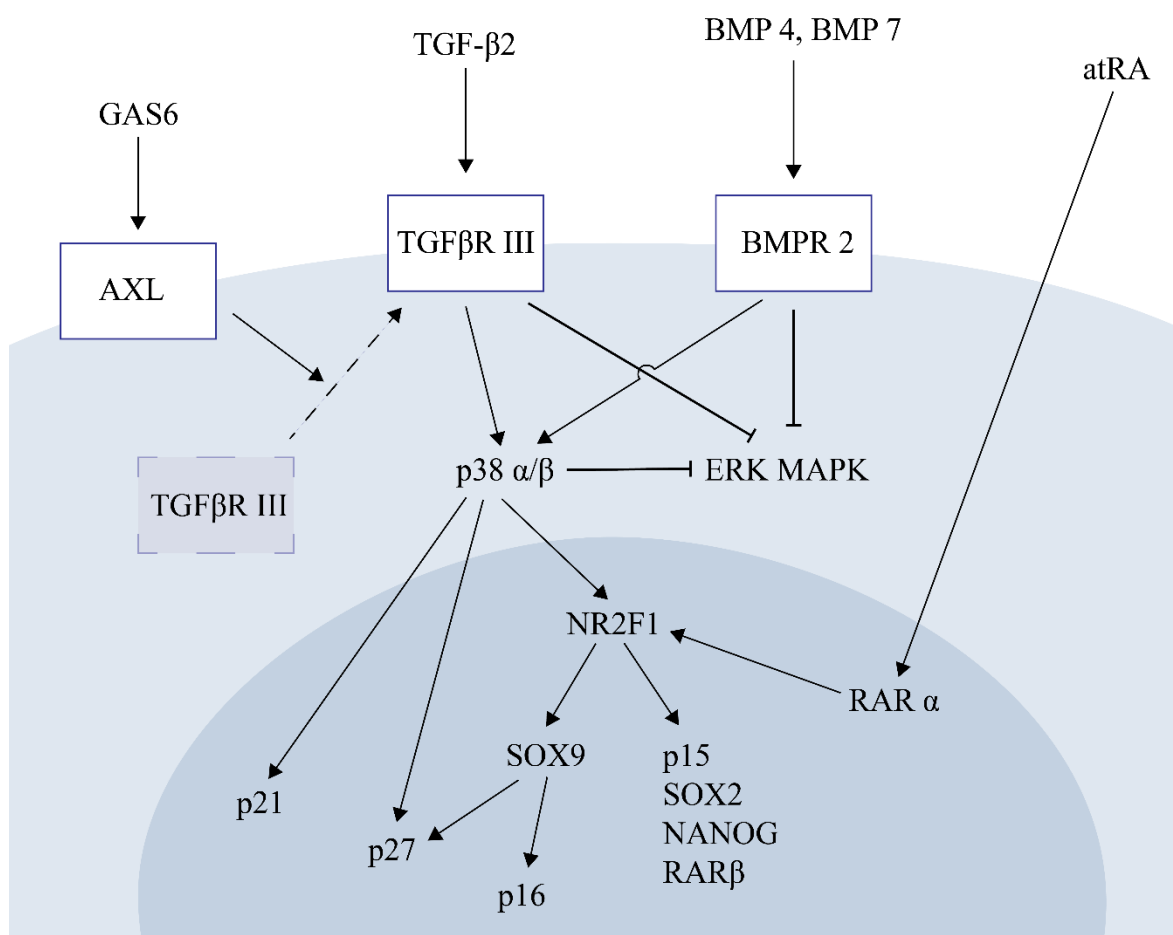 TGF-β2
BMP 4, BMP 7
atRA
GAS6
TGFβR III
BMPR 2
AXL
p38 α/β
ERK MAPK
TGFβR III
NR2F1
RAR α
SOX9
p15
SOX2
NANOG
RARβ
p21
p27
p16